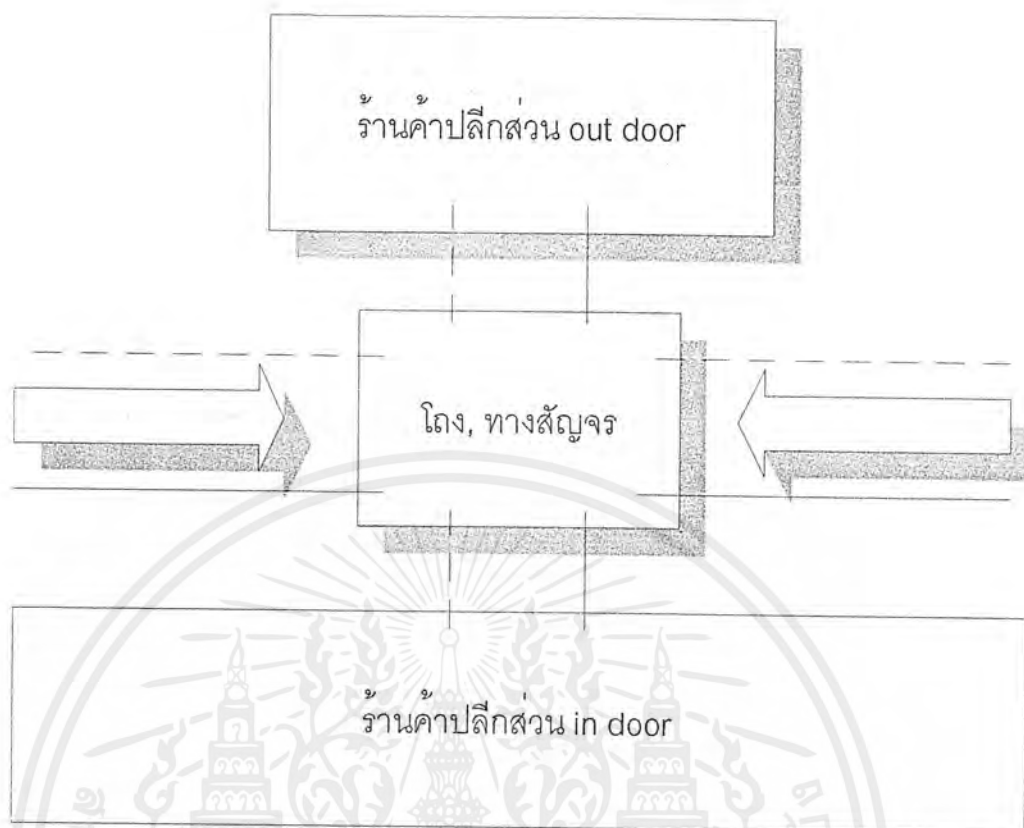 ร้านค้าปลีกส่วน out door
โถง, ทางสัญจร
ร้านค้าปลีกส่วน in door